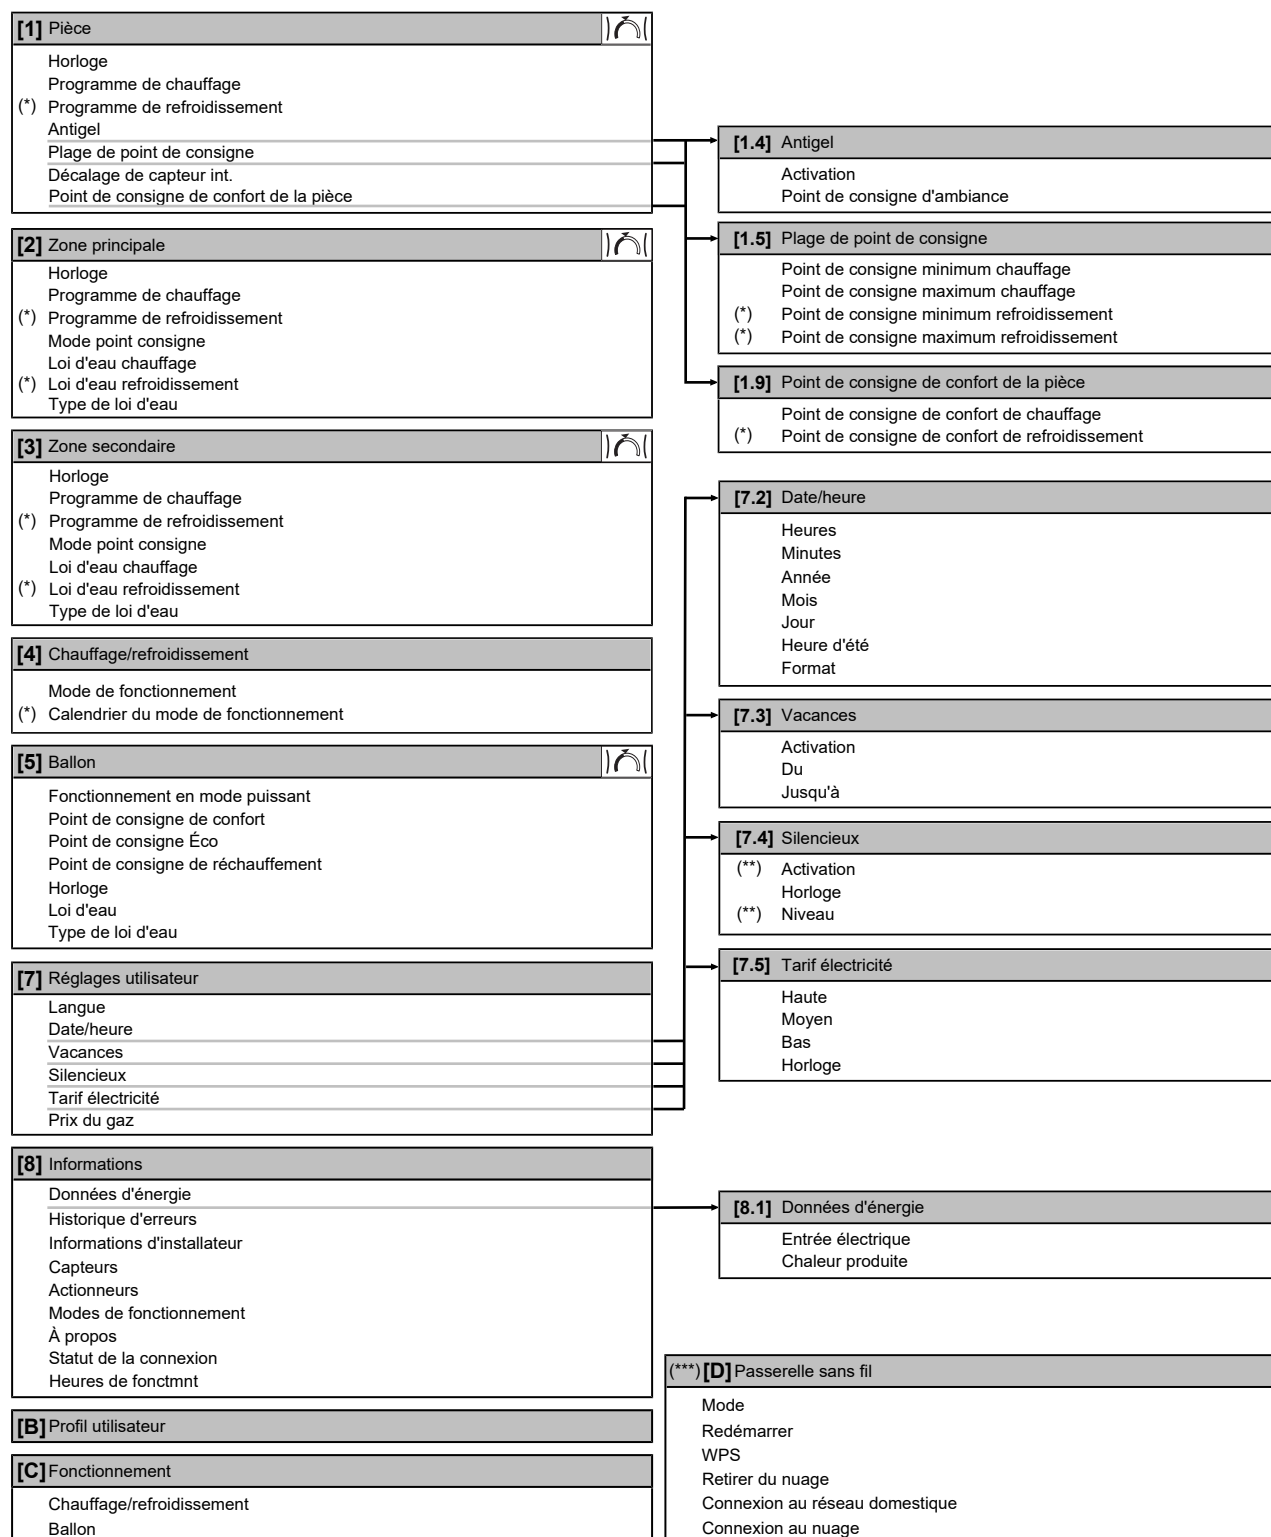 [1] Pièce
Horloge
Programme de chauffage
(*) Programme de refroidissement
Antigel
Plage de point de consigne
Décalage de capteur int.
Point de consigne de confort de la pièce
[2] Zone principale
Horloge
Programme de chauffage
(*) Programme de refroidissement
Mode point consigne
Loi d'eau chauffage
(*) Loi d'eau refroidissement
Type de loi d'eau
[3] Zone secondaire
Horloge
Programme de chauffage
(*) Programme de refroidissement
Mode point consigne
Loi d'eau chauffage
(*) Loi d'eau refroidissement
Type de loi d'eau
[4] Chauffage/refroidissement
Mode de fonctionnement
(*) Calendrier du mode de fonctionnement
[5] Ballon
Fonctionnement en mode puissant
Point de consigne de confort
Point de consigne Éco
Point de consigne de réchauffement
Horloge
Loi d'eau
Type de loi d'eau
[7] Réglages utilisateur
Langue
Date/heure
Vacances
Silencieux
Tarif électricité
Prix du gaz
[8] Informations
Données d'énergie
Historique d'erreurs
Informations d'installateur
Capteurs
Actionneurs
Modes de fonctionnement
À propos
Statut de la connexion
Heures de fonctmnt
[B] Profil utilisateur
[C] Fonctionnement
Chauffage/refroidissement
Ballon
[1.4] Antigel
Activation
Point de consigne d'ambiance
[1.5] Plage de point de consigne
Point de consigne minimum chauffage
Point de consigne maximum chauffage
(*) Point de consigne minimum refroidissement
(*) Point de consigne maximum refroidissement
[1.9] Point de consigne de confort de la pièce
Point de consigne de confort de chauffage
(*) Point de consigne de confort de refroidissement
[7.2] Date/heure
Heures
Minutes
Année
Mois
Jour
Heure d'été
Format
[7.3] Vacances
Activation
Du
Jusqu'à
[7.4] Silencieux
(**) Activation
Horloge
(**) Niveau
[7.5] Tarif électricité
Haute
Moyen
Bas
Horloge
[8.1] Données d'énergie
Entrée électrique
Chaleur produite
(***) [D] Passerelle sans fil
Mode
Redémarrer
WPS
Retirer du nuage
Connexion au réseau domestique
Connexion au nuage